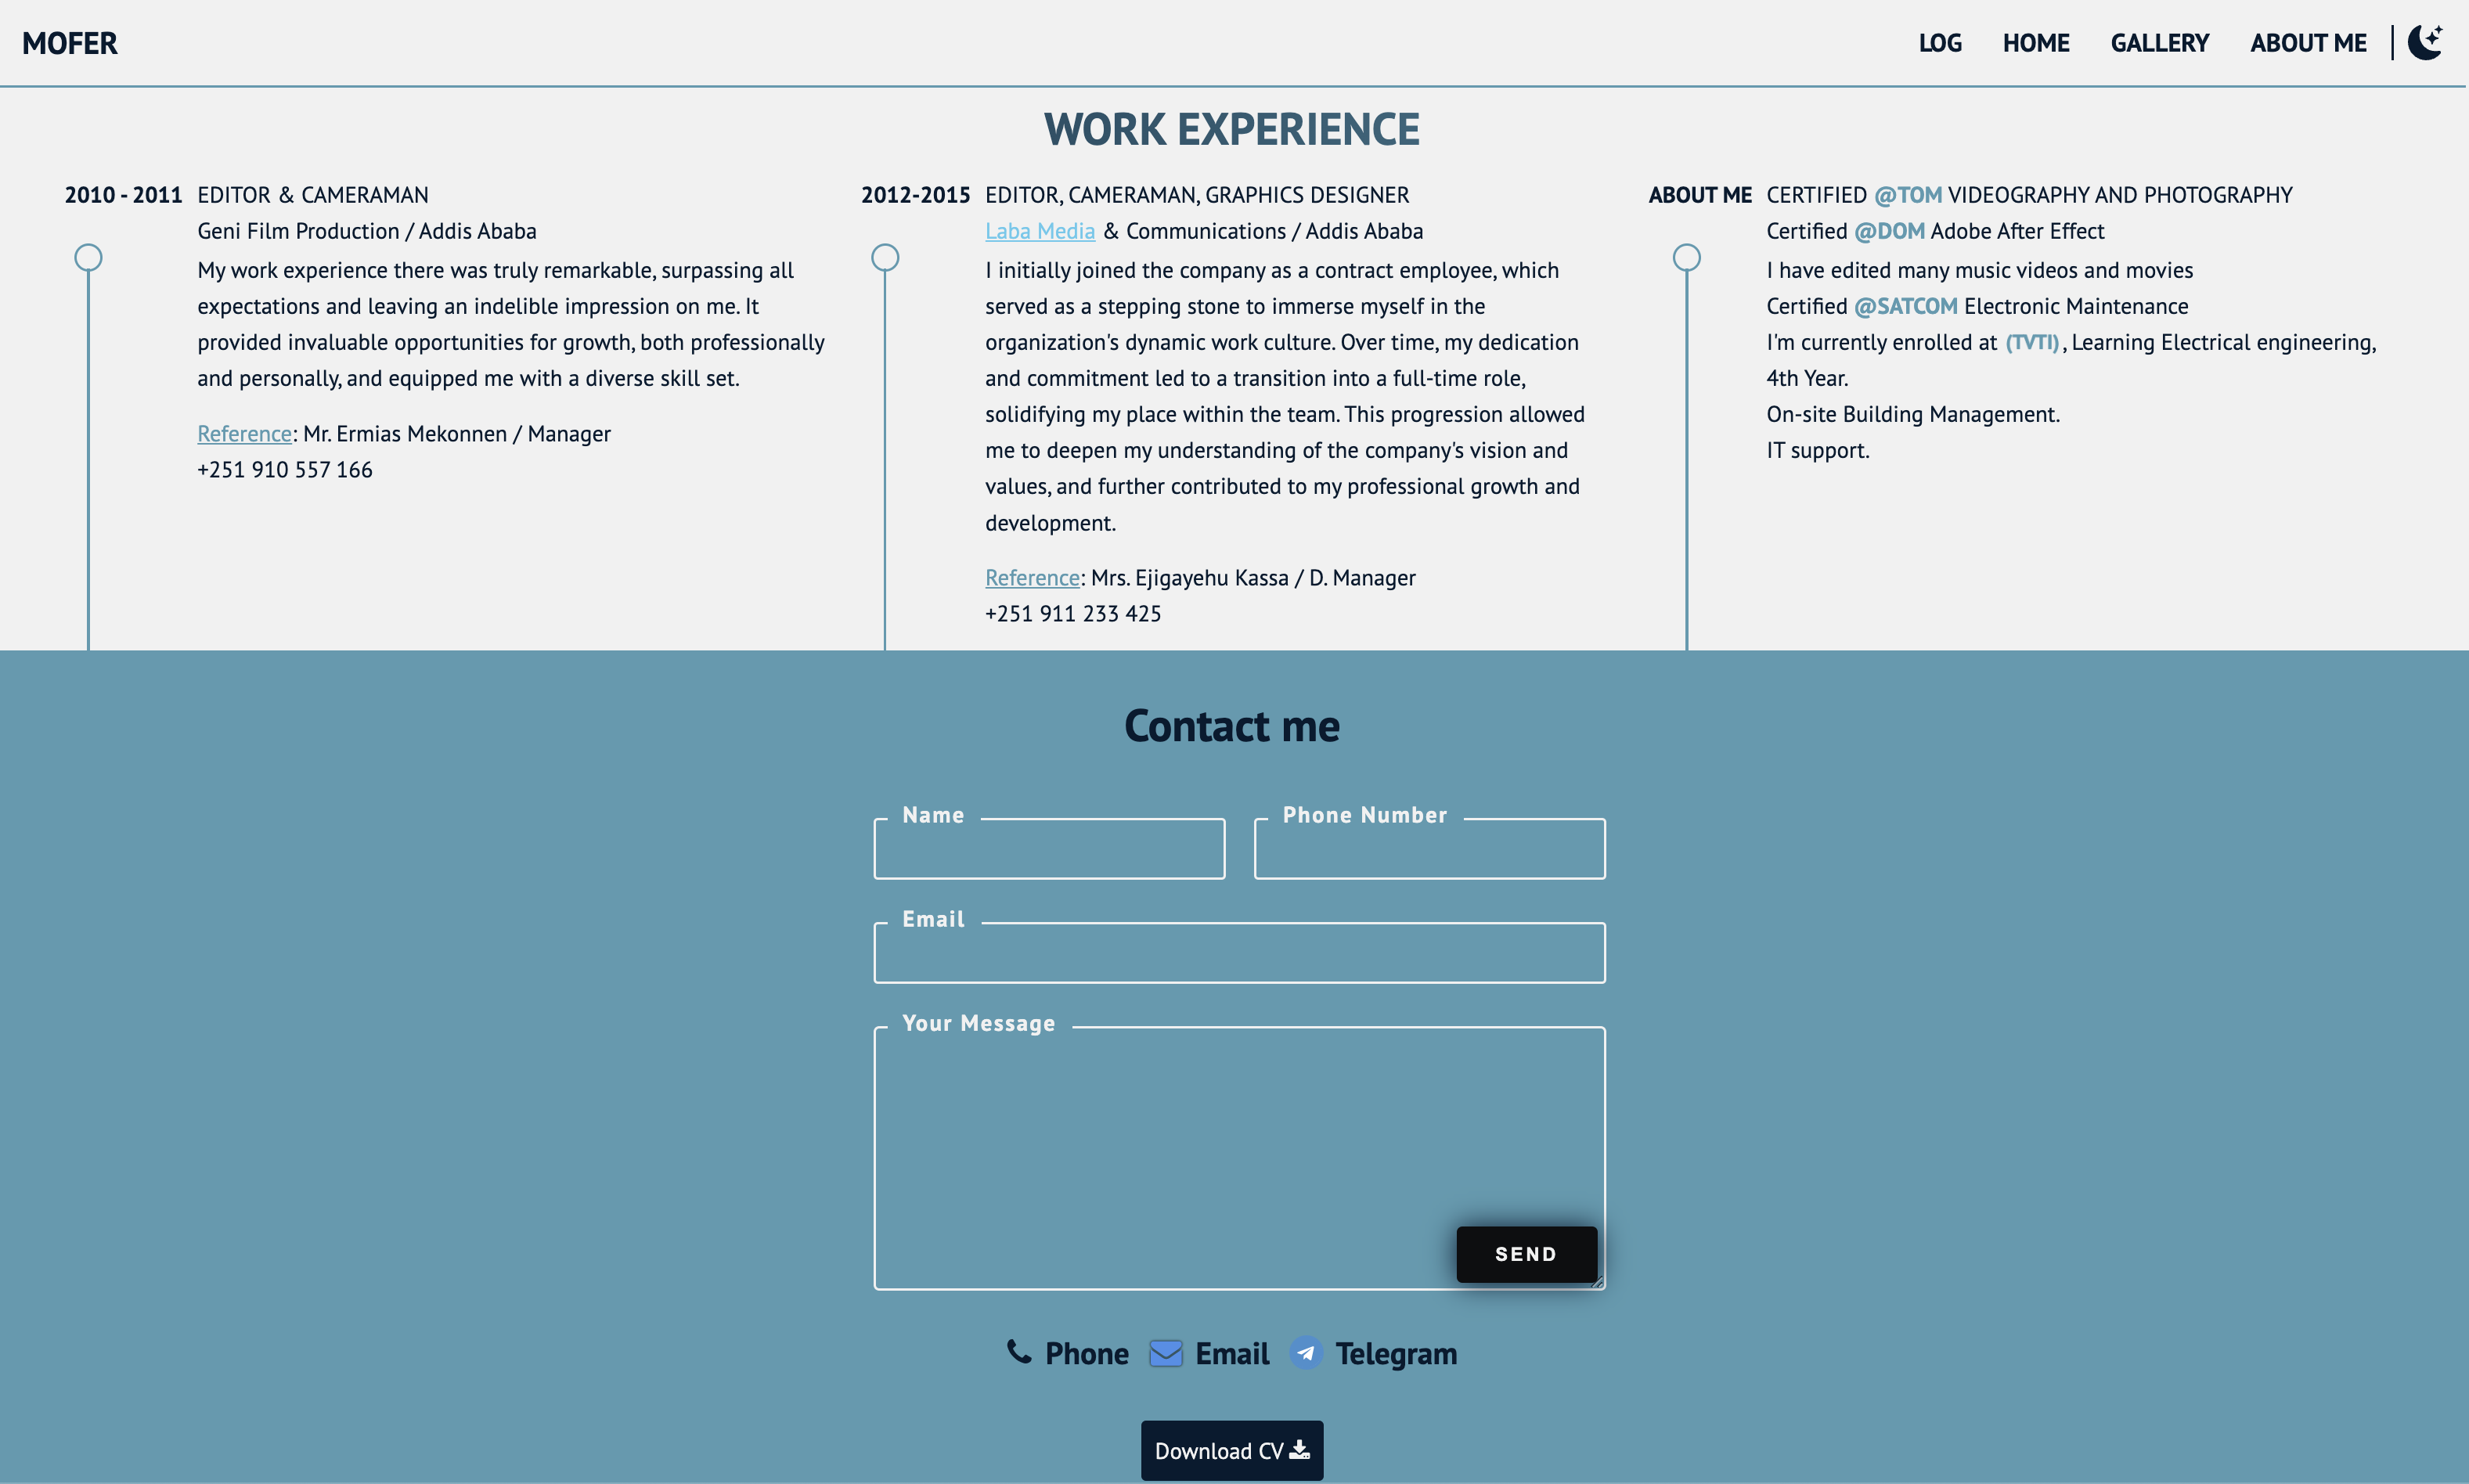 MOFER
LOG HOME GALLERY ABOUT ME
WORK EXPERIENCE
2010 - 2011 EDITOR & CAMERAMAN
Geni Film Production / Addis Ababa
My work experience there was truly remarkable, surpassing all
expectations and leaving an indelible impression on me. It
provided invaluable opportunities for growth, both professionally
and personally, and equipped me with a diverse skill set.
Reference: Mr. Ermias Mekonnen / Manager
+251 910 557 166
2012-2015 EDITOR, CAMERAMAN, GRAPHICS DESIGNER
Laba Media & Communications / Addis Ababa
I initially joined the company as a contract employee, which
served as a stepping stone to immerse myself in the
organization's dynamic work culture. Over time, my dedication
and commitment led to a transition into a full-time role,
solidifying my place within the team. This progression allowed
me to deepen my understanding of the company's vision and
values, and further contributed to my professional growth and
development.
Reference: Mrs. Ejigayehu Kassa / D. Manager
+251 911 233 425
ABOUT ME CERTIFIED @TOM VIDEOGRAPHY AND PHOTOGRAPHY
Certified @DOM Adobe After Effect
I have edited many music videos and movies
Certified @SATCOM Electronic Maintenance
I'm currently enrolled at (TVTI), Learning Electrical engineering,
4th Year.
On-site Building Management.
IT support.
Contact me
Name
Phone Number
Email
Your Message
SEND
Phone Email Telegram
Download CV